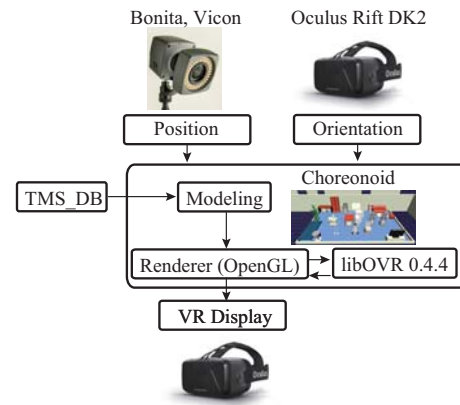 Bonita, Vicon
Oculus Rift DK2
Position
Orientation
Choreonoid
TMS_DB
Modeling
Renderer (OpenGL)
libOVR 0.4.4
VR Display